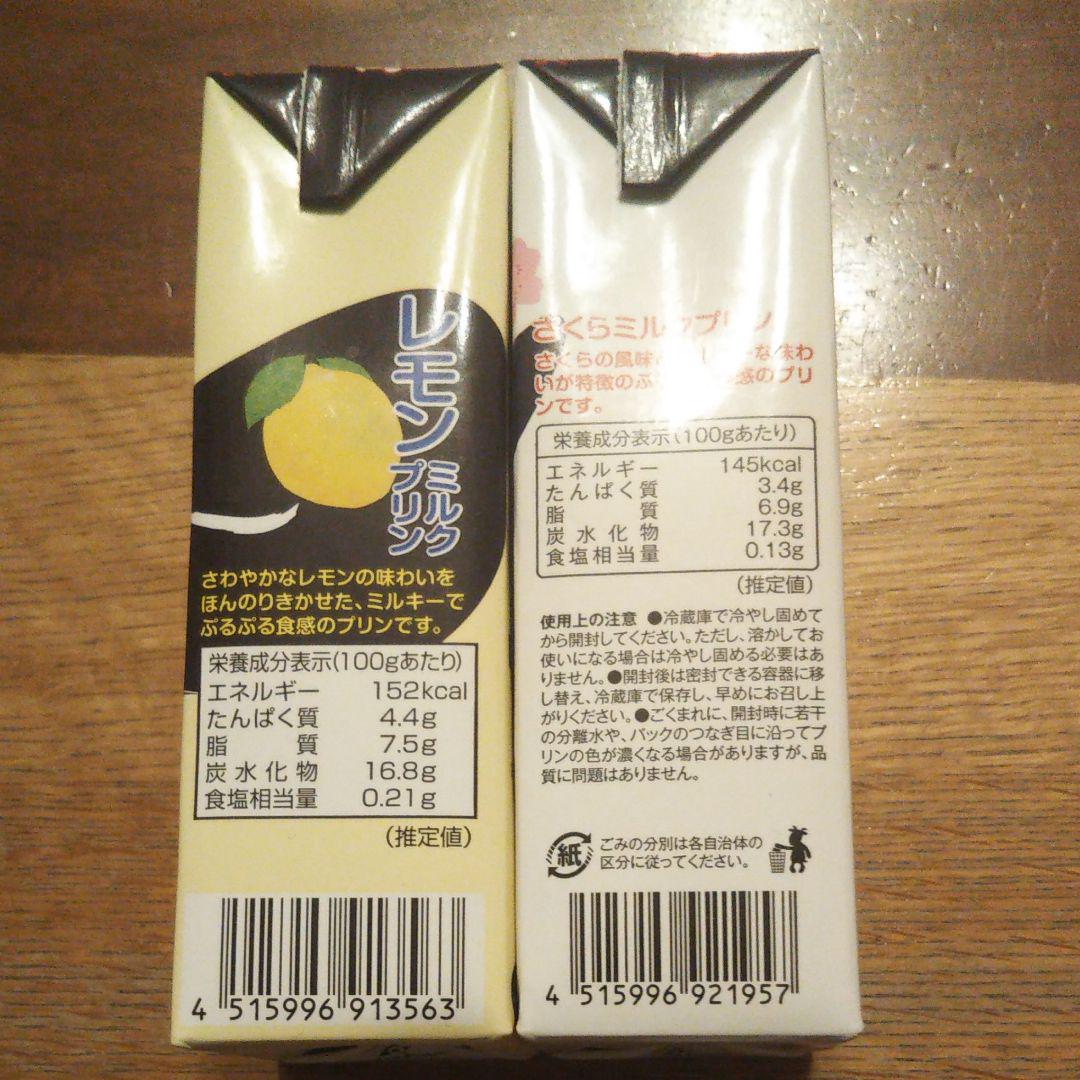 レモン
ミルク
プリン
さわやかなレモンの味わいを
ほんのりきかせた、ミルキーで
ぷるぷる食感のプリンです。
栄養成分表示(100gあたり)
エネルギー 152kcal
たんぱく質 4.4g
脂質 7.5g
炭水化物 16.8g
食塩相当量 0.21g
(推定値)
4 515996 913563
さくらミルクプリン
さくらの風味 な味わ
いが特徴のぷ 感のプリ
ンです。
栄養成分表示(100gあたり)
エネルギー 145kcal
たんぱく質 3.4g
脂質 6.9g
炭水化物 17.3g
食塩相当量 0.13g
(推定値)
使用上の注意 ●冷蔵庫で冷やし固めて
から開封してください。ただし、溶かしてお
使いになる場合は冷やし固める必要はあ
りません。●開封後は密封できる容器に移
し替え、冷蔵庫で保存し、早めにお召し上
がりください。●ごくまれに、開封時に若干
の分離水や、パックのつなぎ目に沿ってプ
リンの色が濃くなる場合がありますが、品
質に問題はありません。
紙
ごみの分別は各自治体の
区分に従ってください。
4 515996 921957